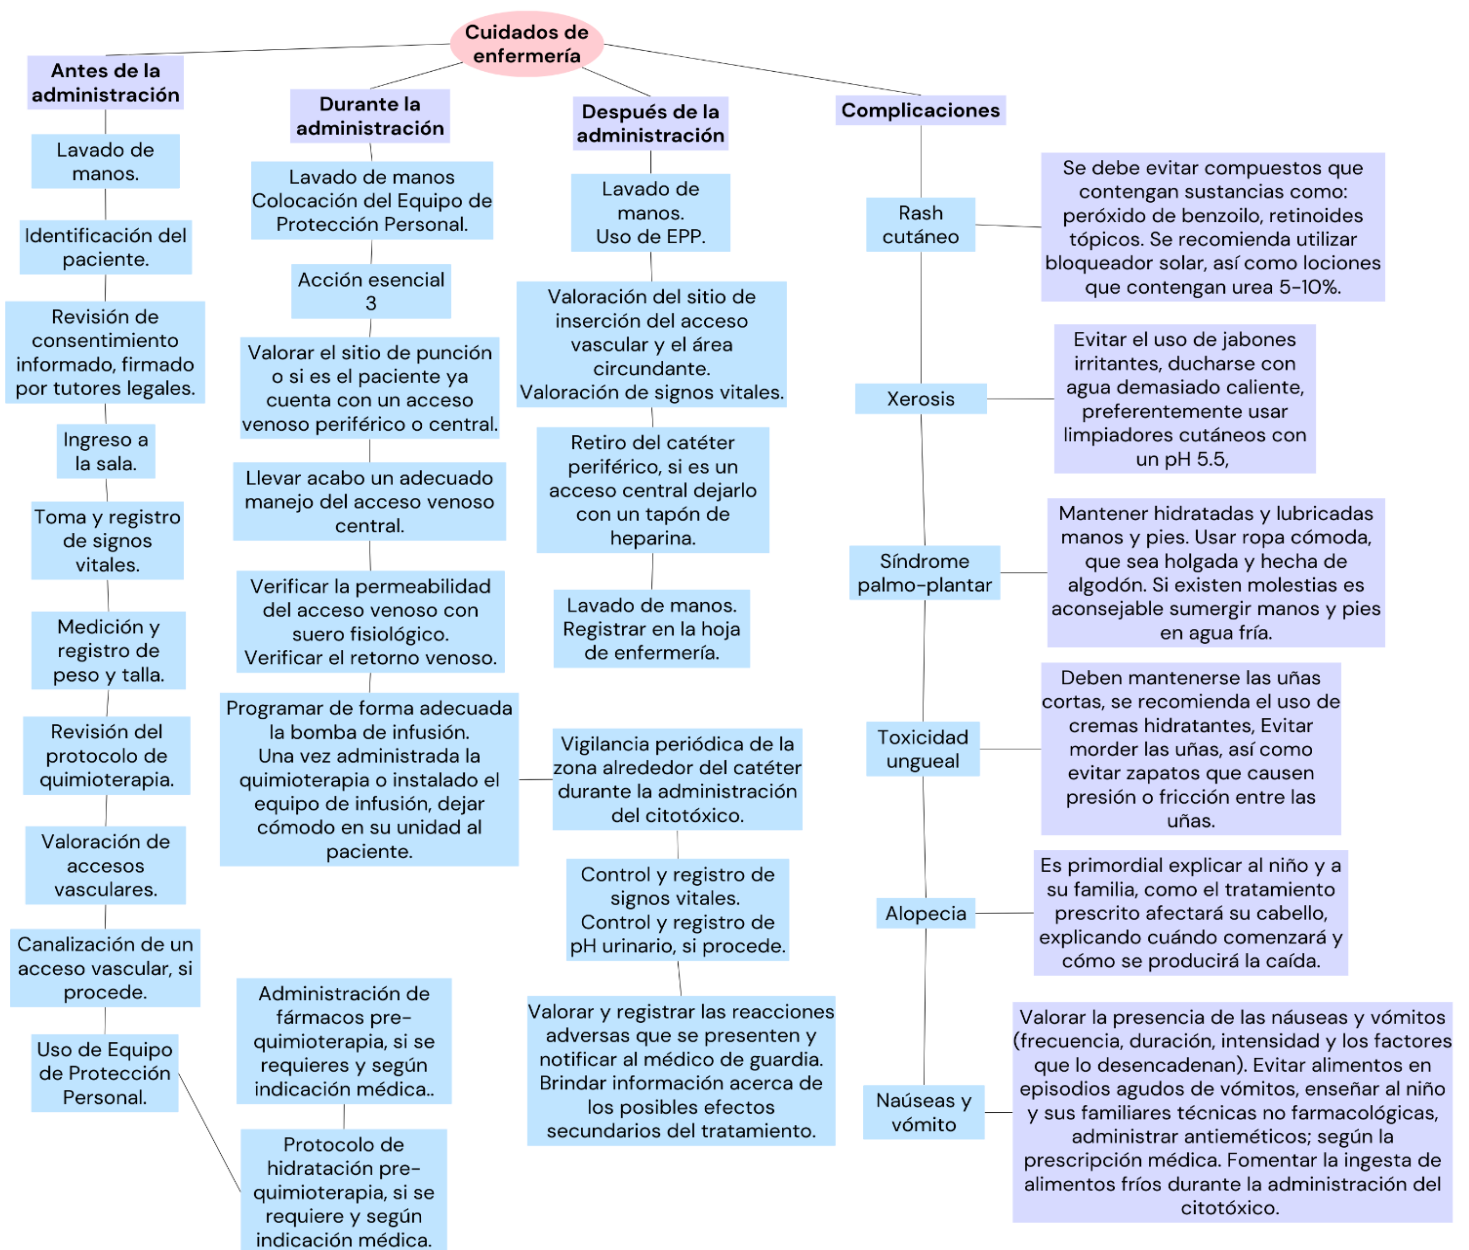 Cuidados de
enfermería
Antes de la
administración
Lavado de
manos.
Identificación del
paciente.
Revisión de
consentimiento
informado, firmado
por tutores legales.
Ingreso a
la sala.
Toma y registro
de signos
vitales.
Medición y
registro de
peso y talla.
Revisión del
protocolo de
quimioterapia.
Valoración de
accesos
vasculares.
Canalización de un
acceso vascular, si
procede.
Uso de Equipo
de Protección
Personal.
Protocolo de
hidratación pre-
quimioterapia, si se
requiere y según
indicación médica.
Administración de
fármacos pre-
quimioterapia, si se
requieres y según
indicación médica..
Durante la
administración
Lavado de manos
Colocación del Equipo de
Protección Personal.
Acción esencial
3
Valorar el sitio de punción
o si es el paciente ya
cuenta con un acceso
venoso periférico o central.
Llevar acabo un adecuado
manejo del acceso venoso
central.
Verificar la permeabilidad
del acceso venoso con
suero fisiológico.
Verificar el retorno venoso.
Programar de forma adecuada
la bomba de infusión.
Una vez administrada la
quimioterapia o instalado el
equipo de infusión, dejar
cómodo en su unidad al
paciente.
Vigilancia periódica de la
zona alrededor del catéter
durante la administración
del citotóxico.
Control y registro de
signos vitales.
Control y registro de
pH urinario, si procede.
Valorar y registrar las reacciones
adversas que se presenten y
notificar al médico de guardia.
Brindar información acerca de
los posibles efectos
secundarios del tratamiento.
Después de la
administración
Lavado de
manos.
Uso de EPP.
Valoración del sitio de
inserción del acceso
vascular y el área
circundante.
Valoración de signos vitales.
Retiro del catéter
periférico, si es un
acceso central dejarlo
con un tapón de
heparina.
Lavado de manos.
Registrar en la hoja
de enfermería.
Complicaciones
Rash
cutáneo
Se debe evitar compuestos que
contengan sustancias como:
peróxido de benzoilo, retinoides
tópicos. Se recomienda utilizar
bloqueador solar, así como lociones
que contengan urea 5-10%.
Xerosis
Evitar el uso de jabones
irritantes, ducharse con
agua demasiado caliente,
preferentemente usar
limpiadores cutáneos con
un pH 5.5,
Síndrome
palmo-plantar
Mantener hidratadas y lubricadas
manos y pies. Usar ropa cómoda,
que sea holgada y hecha de
algodón. Si existen molestias es
aconsejable sumergir manos y pies
en agua fría.
Toxicidad
ungueal
Deben mantenerse las uñas
cortas, se recomienda el uso de
cremas hidratantes, Evitar
morder las uñas, así como
evitar zapatos que causen
presión o fricción entre las
uñas.
Alopecia
Es primordial explicar al niño y a
su familia, como el tratamiento
prescrito afectará su cabello,
explicando cuándo comenzará y
cómo se producirá la caída.
Naúseas y
vómito
Valorar la presencia de las náuseas y vómitos
(frecuencia, duración, intensidad y los factores
que lo desencadenan). Evitar alimentos en
episodios agudos de vómitos, enseñar al niño
y sus familiares técnicas no farmacológicas,
administrar antieméticos; según la
prescripción médica. Fomentar la ingesta de
alimentos fríos durante la administración del
citotóxico.